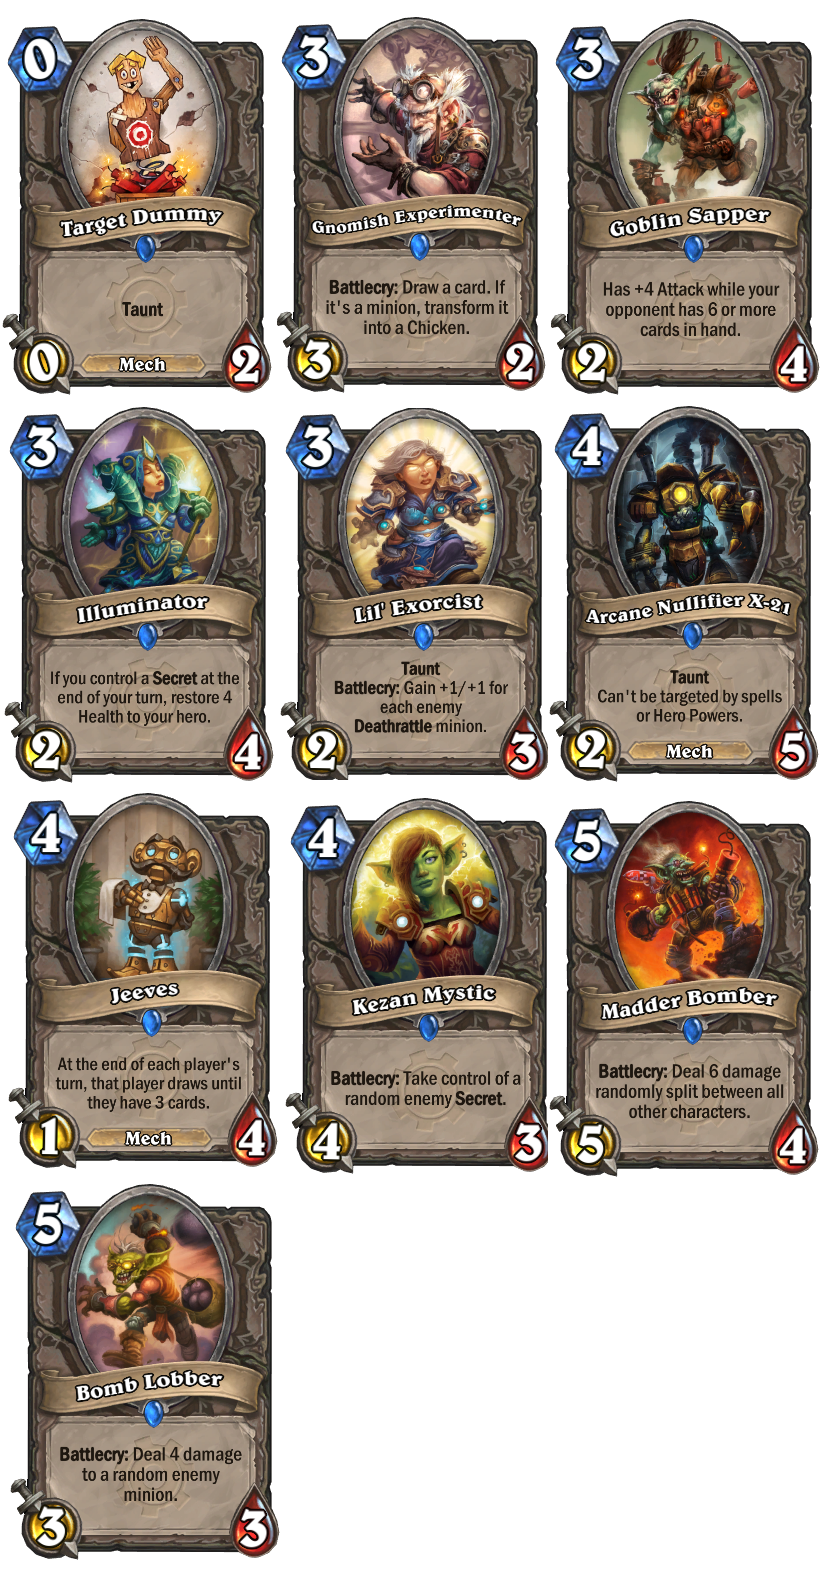 0
Target Dummy
Taunt
0
Mech
2
3
Gnomish Experimenter
Battlecry: Draw a card. If
it's a minion, transform it
into a Chicken.
3
2
3
Goblin Sapper
Has +4 Attack while your
opponent has 6 or more
cards in hand.
2
4
3
Illuminator
If you control a Secret at the
end of your turn, restore 4
Health to your hero.
2
4
3
Lil' Exorcist
Taunt
Battlecry: Gain +1/+1 for
each enemy
Deathrattle minion.
2
3
4
Arcane Nullifier X-21
Taunt
Can't be targeted by spells
or Hero Powers.
2
Mech
5
4
Jeeves
At the end of each player's
turn, that player draws until
they have 3 cards.
1
Mech
4
4
Kezan Mystic
Battlecry: Take control of a
random enemy Secret.
4
3
5
Madder Bomber
Battlecry: Deal 6 damage
randomly split between all
other characters.
5
4
5
Bomb Lobber
Battlecry: Deal 4 damage
to a random enemy
minion.
3
3